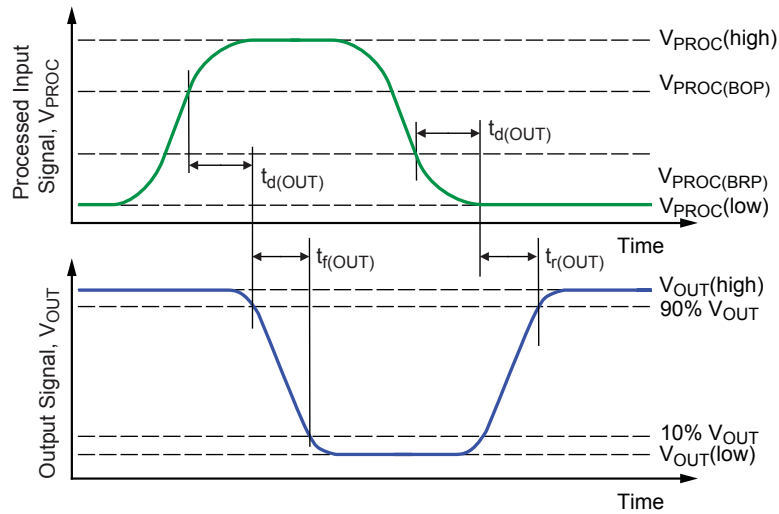 Processed Input
Signal, VPROC
VPROC(high)
VPROC(BOP)
td(OUT)
td(OUT)
VPROC(BRP)
VPROC(low)
Time
tf(OUT)
tr(OUT)
Output Signal, VOUT
VOUT(high)
90% VOUT
10% VOUT
VOUT(low)
Time